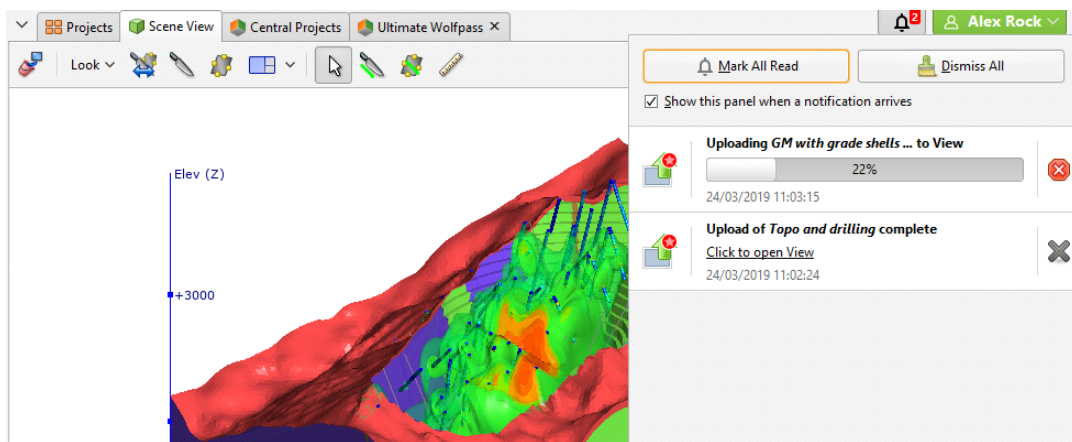 Projects Scene View Central Projects Ultimate Wolfpass
2 Alex Rock
Look
Mark All Read Dismiss All
Show this panel when a notification arrives
Uploading GM with grade shells ... to View
22%
24/03/2019 11:03:15
Upload of Topo and drilling complete
Click to open View
24/03/2019 11:02:24
Elev (Z)
+3000